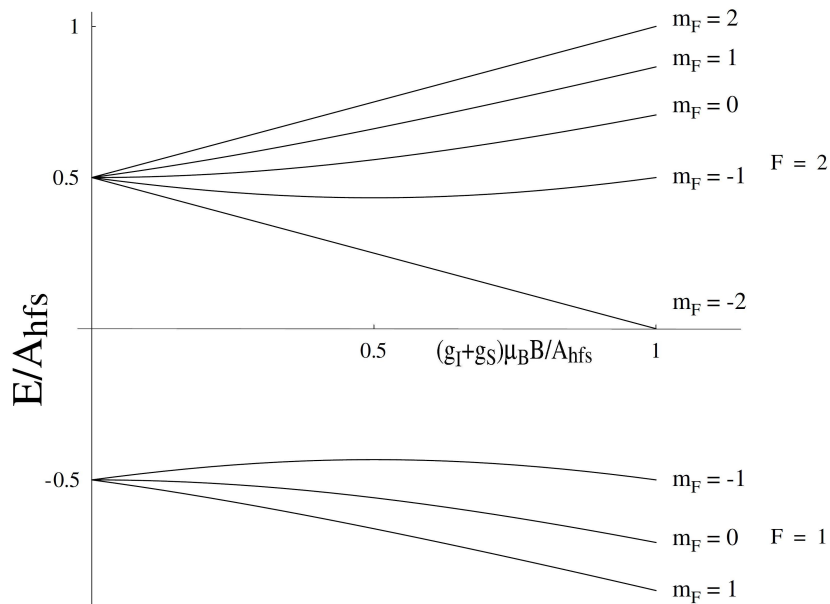 1
m_F = 2
m_F = 1
m_F = 0
F = 2
0.5
m_F = -1
m_F = -2
E/A_hfs
0.5
(g_I+g_S)μ_BB/A_hfs
1
-0.5
m_F = -1
m_F = 0
F = 1
m_F = 1